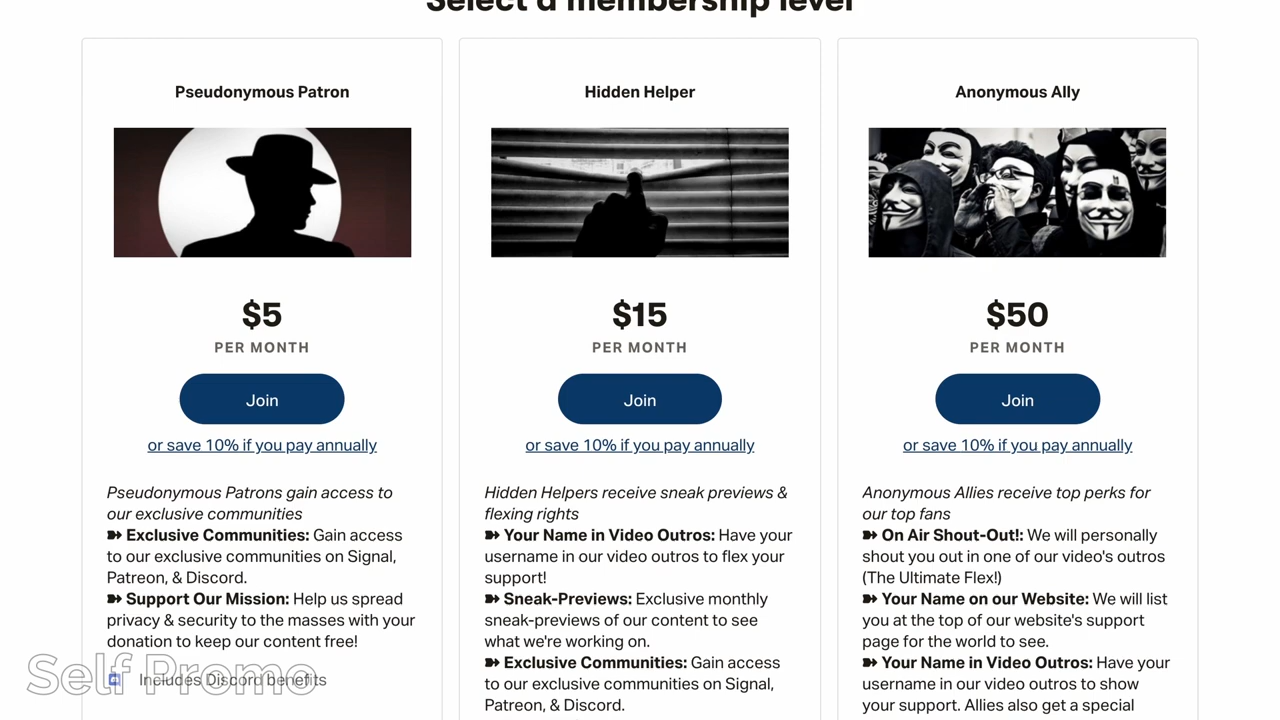 Select a membership level
Pseudonymous Patron
$5
PER MONTH
Join
or save 10% if you pay annually
Pseudonymous Patrons gain access to
our exclusive communities
➽ Exclusive Communities: Gain access
to our exclusive communities on Signal,
Patreon, & Discord.
➽ Support Our Mission: Help us spread
privacy & security to the masses with your
donation to keep our content free!
Includes Discord benefits
Self Promo
Hidden Helper
$15
PER MONTH
Join
or save 10% if you pay annually
Hidden Helpers receive sneak previews &
flexing rights
➽ Your Name in Video Outros: Have your
username in our video outros to flex your
support!
➽ Sneak-Previews: Exclusive monthly
sneak-previews of our content to see
what we're working on.
➽ Exclusive Communities: Gain access
to our exclusive communities on Signal,
Patreon, & Discord.
Anonymous Ally
$50
PER MONTH
Join
or save 10% if you pay annually
Anonymous Allies receive top perks for
our top fans
➽ On Air Shout-Out!: We will personally
shout you out in one of our video's outros
(The Ultimate Flex!)
➽ Your Name on our Website: We will list
you at the top of our website's support
page for the world to see.
➽ Your Name in Video Outros: Have your
username in our video outros to show
your support. Allies also get a special